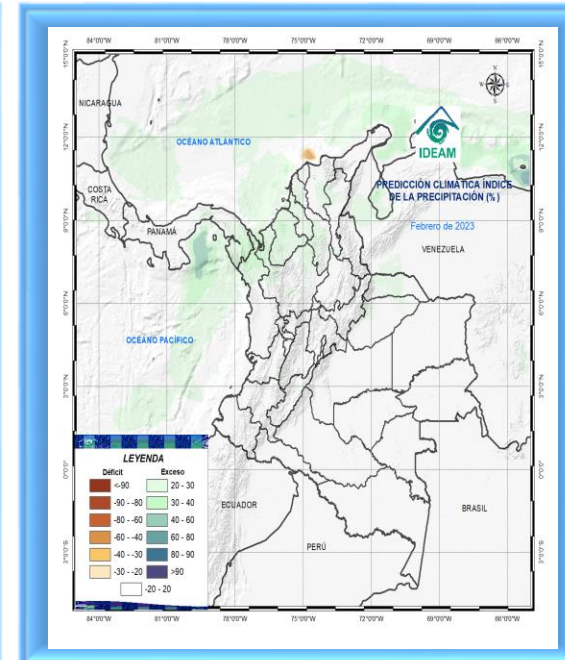 84°0'0"W 81°0'0"W 78°0'0"W 75°0'0"W 72°0'0"W 69°0'0"W 66°0'0"W
NICARAGUA
OCÉANO ATLÁNTICO
IDEAM
COSTA
RICA
PREDICCIÓN CLIMÁTICA ÍNDICE
DE LA PRECIPITACIÓN (%)
Febrero de 2023
PANAMÁ
VENEZUELA
OCÉANO PACÍFICO
LEYENDA
Déficit Exceso
<-90 20 - 30
-90 - -80 30 - 40
-80 - -60 40 - 60
-60 - -40 60 - 80
-40 - -30 80 - 90
-30 - -20 >90
-20 - 20
ECUADOR
BRASIL
PERÚ
84°0'0"W 81°0'0"W 78°0'0"W 75°0'0"W 72°0'0"W 69°0'0"W 66°0'0"W